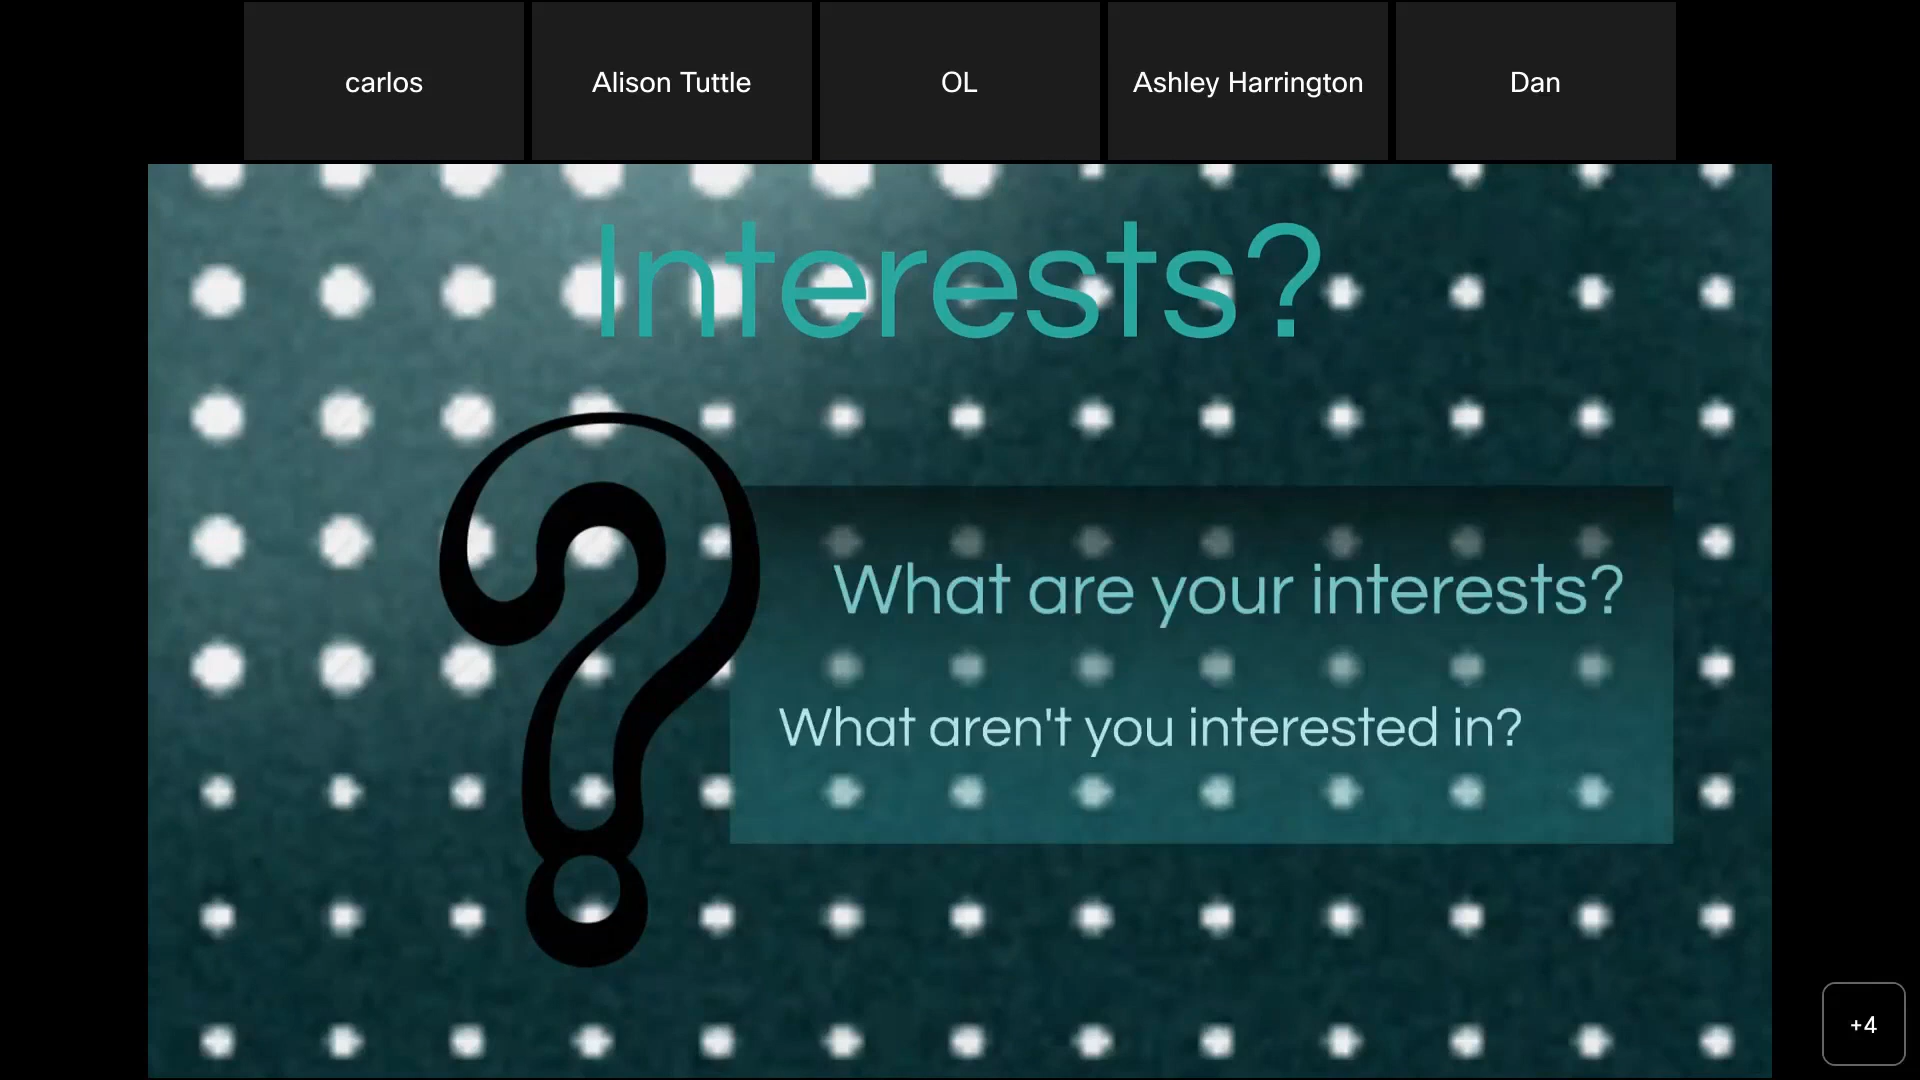 carlos
Alison Tuttle
OL
Ashley Harrington
Dan
Interests?
What are your interests?
What aren't you interested in?
+4